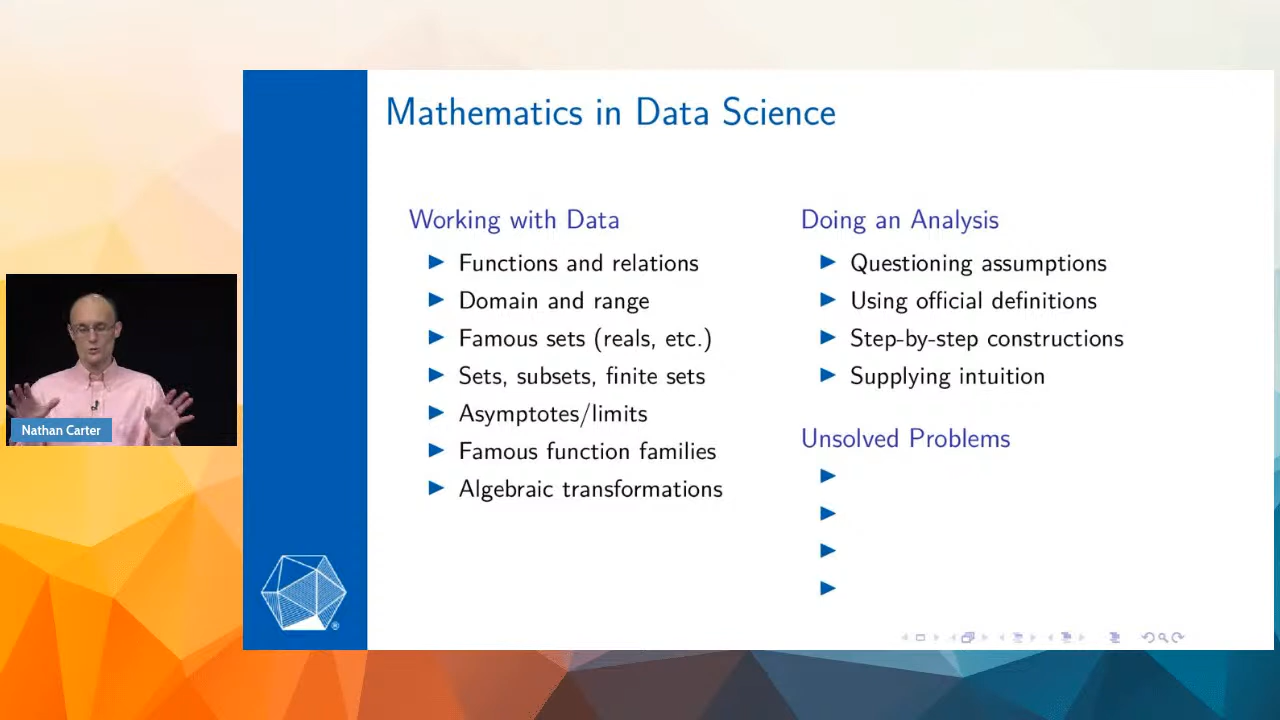 Mathematics in Data Science
Working with Data
Functions and relations
Domain and range
Famous sets (reals, etc.)
Sets, subsets, finite sets
Asymptotes/limits
Famous function families
Algebraic transformations
Doing an Analysis
Questioning assumptions
Using official definitions
Step-by-step constructions
Supplying intuition
Unsolved Problems
Nathan Carter
®